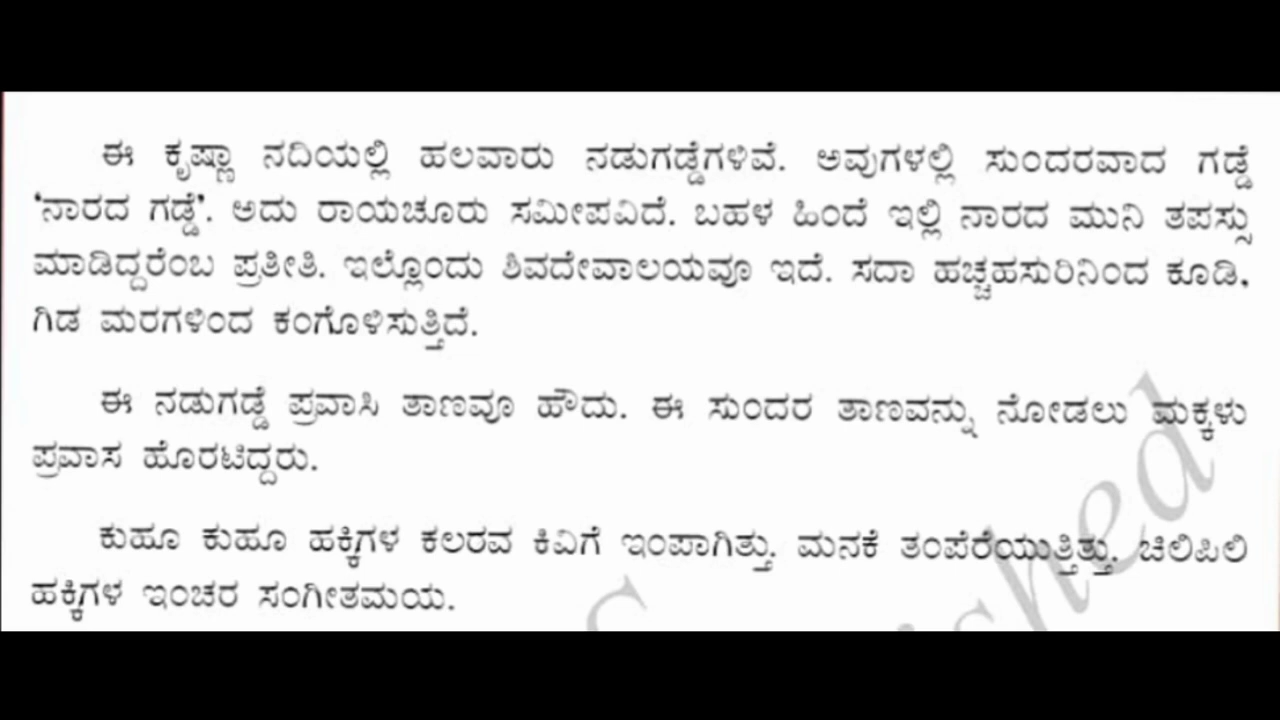 ಈ ಕೃಷ್ಣಾ ನದಿಯಲ್ಲಿ ಹಲವಾರು ನಡುಗಡ್ಡೆಗಳಿವೆ. ಅವುಗಳಲ್ಲಿ ಸುಂದರವಾದ ಗಡ್ಡೆ
‘ನಾರದ ಗಡ್ಡೆ’. ಅದು ರಾಯಚೂರು ಸಮೀಪವಿದೆ. ಬಹಳ ಹಿಂದೆ ಇಲ್ಲಿ ನಾರದ ಮುನಿ ತಪಸ್ಸು
ಮಾಡಿದ್ದರೆಂಬ ಪ್ರತೀತಿ. ಇಲ್ಲೊಂದು ಶಿವದೇವಾಲಯವೂ ಇದೆ. ಸದಾ ಹಚ್ಚಹಸುರಿನಿಂದ ಕೂಡಿ,
ಗಿಡ ಮರಗಳಿಂದ ಕಂಗೊಳಿಸುತ್ತಿದೆ.
ಈ ನಡುಗಡ್ಡೆ ಪ್ರವಾಸಿ ತಾಣವೂ ಹೌದು. ಈ ಸುಂದರ ತಾಣವನ್ನು ನೋಡಲು ಮಕ್ಕಳು
ಪ್ರವಾಸ ಹೊರಟಿದ್ದರು.
ಕುಹೂ ಕುಹೂ ಹಕ್ಕಿಗಳ ಕಲರವ ಕಿವಿಗೆ ಇಂಪಾಗಿತ್ತು. ಮನಕೆ ತಂಪೆರೆಯುತ್ತಿತ್ತು. ಚಿಲಿಪಿಲಿ
ಹಕ್ಕಿಗಳ ಇಂಚರ ಸಂಗೀತಮಯ.